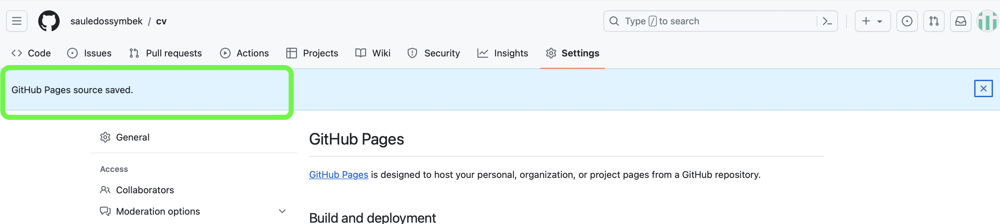 sauledossymbek / cv
Type / to search
Code Issues Pull requests Actions Projects Wiki Security Insights Settings
GitHub Pages source saved.
General
Access
Collaborators
Moderation options
GitHub Pages
GitHub Pages is designed to host your personal, organization, or project pages from a GitHub repository.
Build and deployment